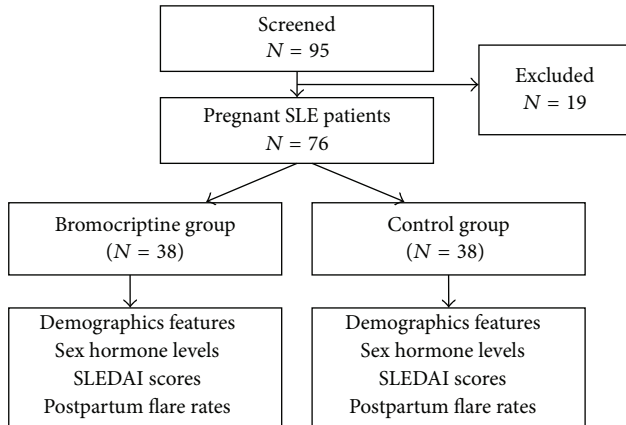 Screened
N = 95
Excluded
N = 19
Pregnant SLE patients
N = 76
Bromocriptine group
(N = 38)
Control group
(N = 38)
Demographics features
Sex hormone levels
SLEDAI scores
Postpartum flare rates
Demographics features
Sex hormone levels
SLEDAI scores
Postpartum flare rates